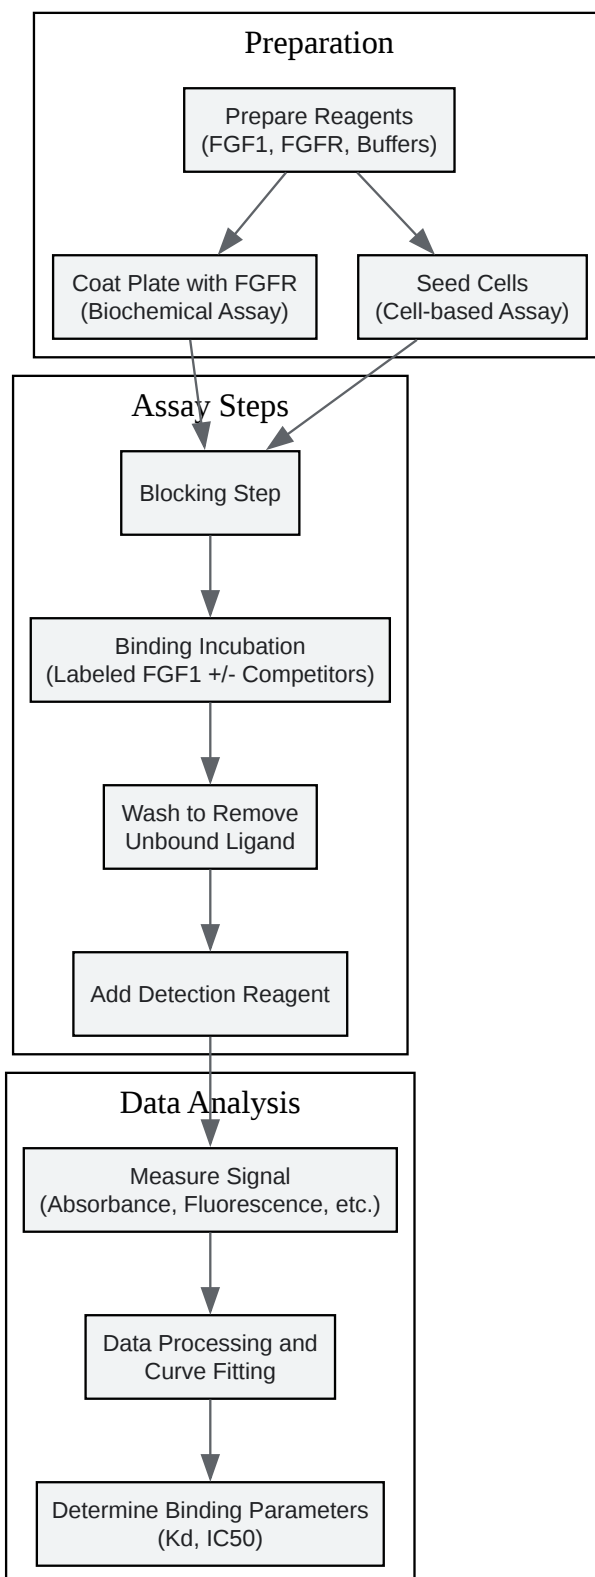 Preparation
Prepare Reagents
(FGF1, FGFR, Buffers)
Coat Plate with FGFR
(Biochemical Assay)
Seed Cells
(Cell-based Assay)
Assay Steps
Blocking Step
Binding Incubation
(Labeled FGF1 +/- Competitors)
Wash to Remove
Unbound Ligand
Add Detection Reagent
Data Analysis
Measure Signal
(Absorbance, Fluorescence, etc.)
Data Processing and
Curve Fitting
Determine Binding Parameters
(Kd, IC50)